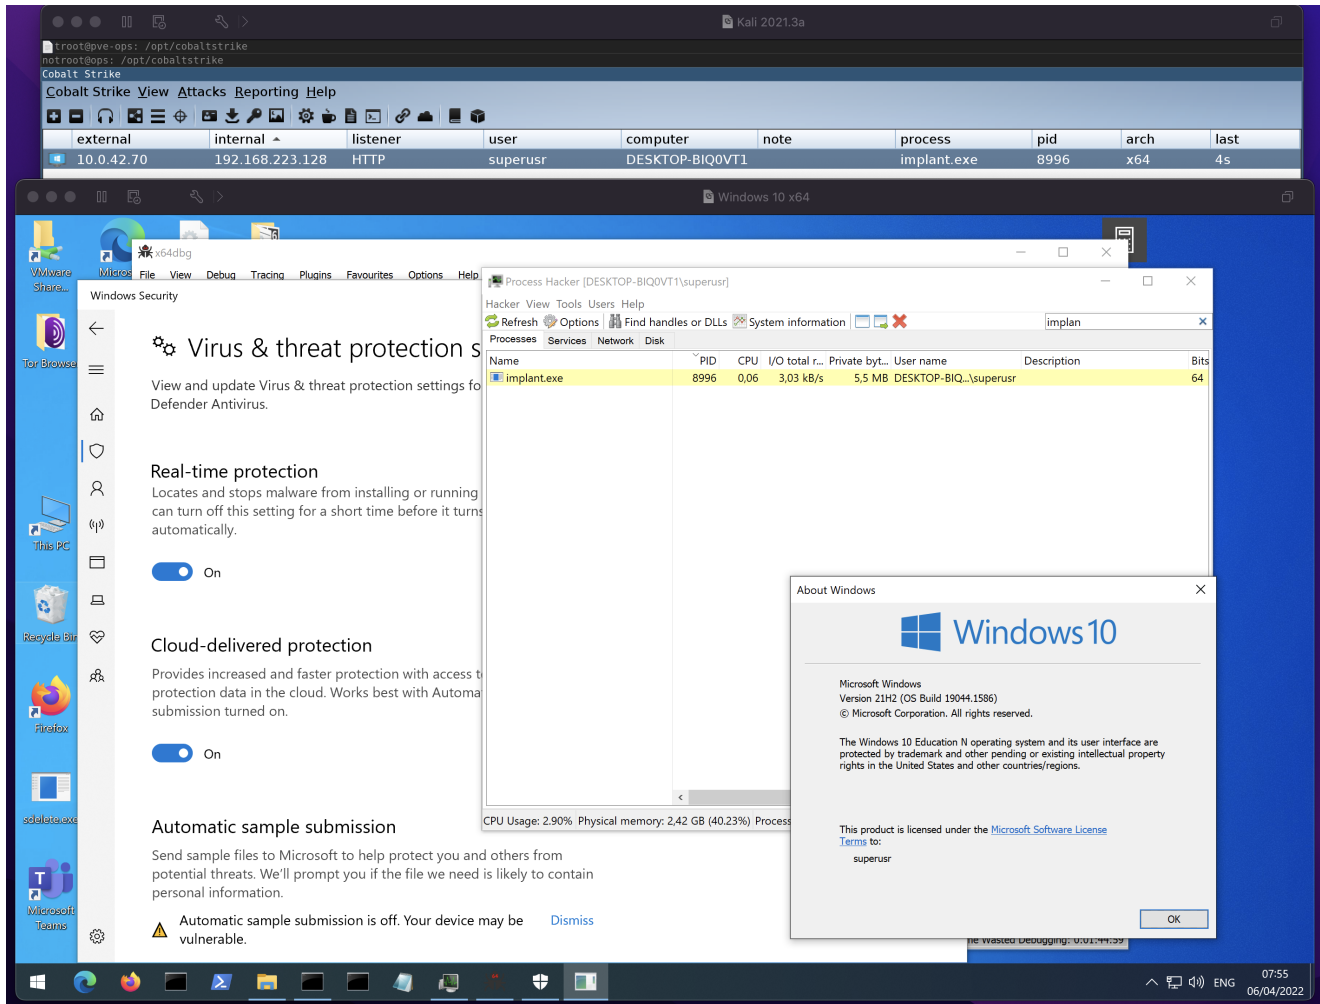 Kali 2021.3a
troot@pve-ops: /opt/cobaltstrike
notroot@ops: /opt/cobaltstrike
Cobalt Strike
Cobalt Strike View Attacks Reporting Help
external internal listener user computer note process pid arch last
10.0.42.70 192.168.223.128 HTTP superusr DESKTOP-BIQ0VT1 implant.exe 8996 x64 4s
Windows 10 x64
VMware
Share...
Micros
x64dbg
File View Debug Tracing Plugins Favourites Options Help
Windows Security
Virus & threat protection s
View and update Virus & threat protection settings fo
Defender Antivirus.
Real-time protection
Locates and stops malware from installing or running
can turn off this setting for a short time before it turns
automatically.
On
Cloud-delivered protection
Provides increased and faster protection with access t
protection data in the cloud. Works best with Automa
submission turned on.
On
Automatic sample submission
Send sample files to Microsoft to help protect you and others from
potential threats. We'll prompt you if the file we need is likely to contain
personal information.
Automatic sample submission is off. Your device may be
vulnerable.
Dismiss
Process Hacker [DESKTOP-BIQ0VT1\superusr]
Hacker View Tools Users Help
Refresh Options Find handles or DLLs System information
implan
Processes Services Network Disk
Name PID CPU I/O total r... Private byt... User name Description Bits
implant.exe 8996 0,06 3,03 kB/s 5,5 MB DESKTOP-BIQ...\superusr 64
CPU Usage: 2.90% Physical memory: 2,42 GB (40.23%) Process
About Windows
Windows 10
Microsoft Windows
Version 21H2 (OS Build 19044.1586)
© Microsoft Corporation. All rights reserved.
The Windows 10 Education N operating system and its user interface are
protected by trademark and other pending or existing intellectual property
rights in the United States and other countries/regions.
This product is licensed under the Microsoft Software License
Terms to:
superusr
OK
Wasted Debugging: 0:01:44:59
Tor Browse
This PC
Recycle Bin
Firefox
sdelete.exe
Microsoft
Teams
ENG
07:55
06/04/2022